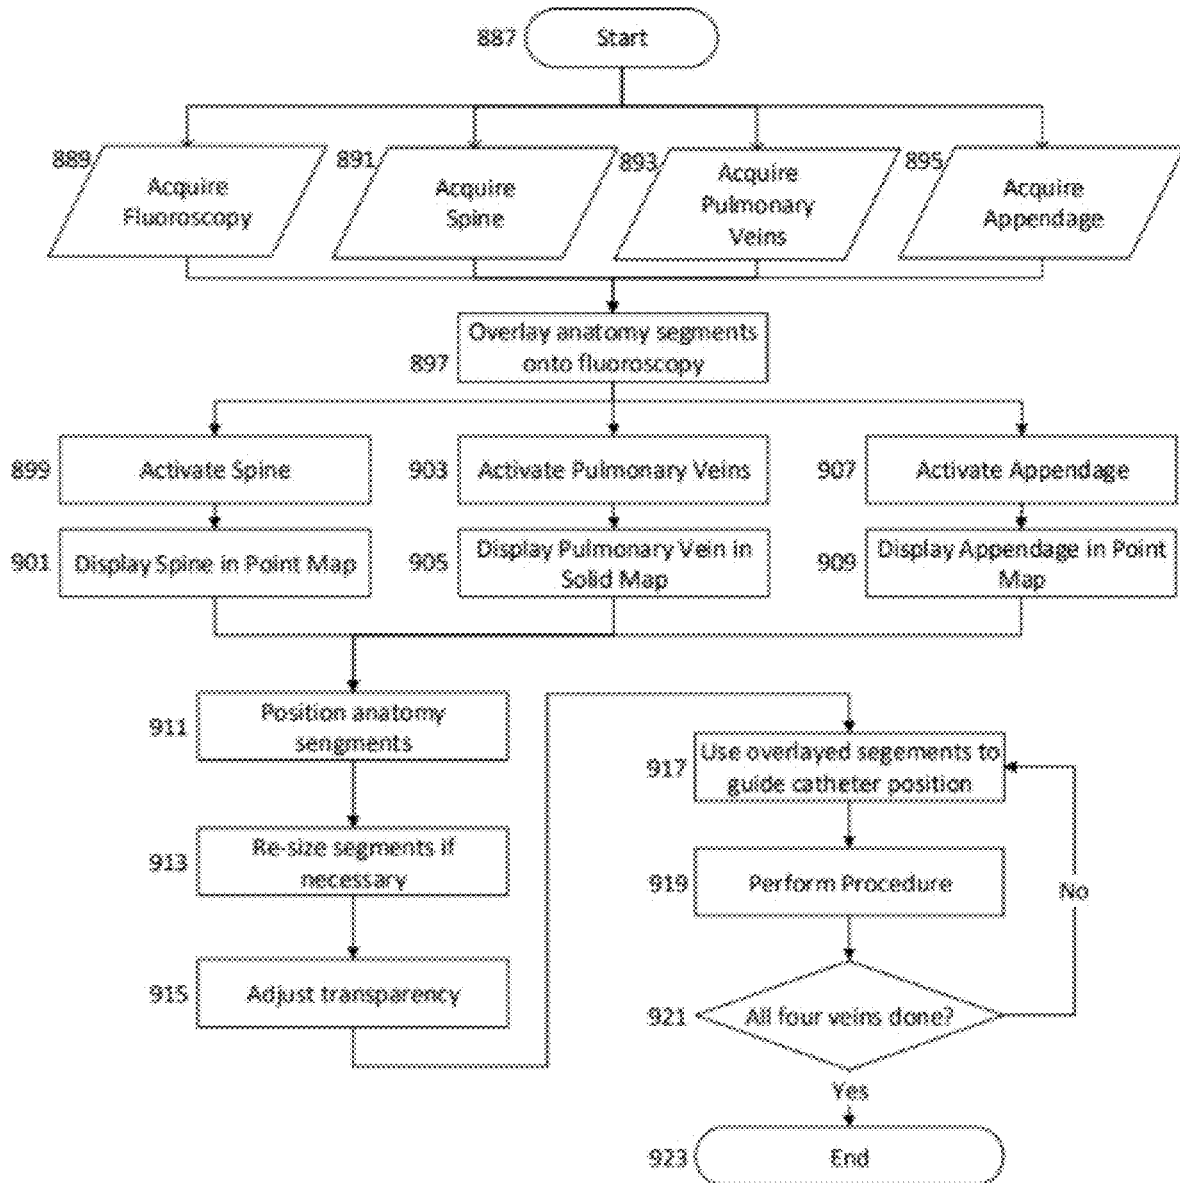 887 Start
889 Acquire
Fluoroscopy
891 Acquire
Spine
893 Acquire
Pulmonary
Veins
895 Acquire
Appendage
897 Overlay anatomy segments
onto fluoroscopy
899 Activate Spine
903 Activate Pulmonary Veins
907 Activate Appendage
901 Display Spine in Point Map
905 Display Pulmonary Vein in
Solid Map
909 Display Appendage in Point
Map
911 Position anatomy
sengments
913 Re-size segments if
necessary
915 Adjust transparency
917 Use overlayed segements to
guide catheter position
919 Perform Procedure
No
921 All four veins done?
Yes
923 End